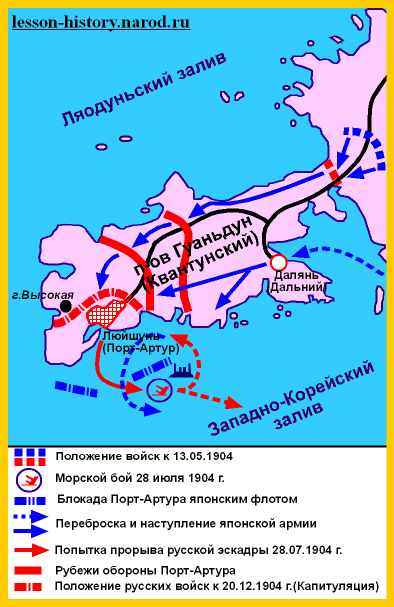 lesson-history.narod.ru
Ляодуньский залив
п-ов Гуаньдун
(Квантунский)
Далянь
Дальний
г.Высокая
Люйшунь
(Порт-Артур)
Западно-Корейский
залив
Положение войск к 13.05.1904
Морской бой 28 июля 1904 г.
Блокада Порт-Артура японским флотом
Переброска и наступление японской армии
Попытка прорыва русской эскадры 28.07.1904 г.
Рубежи обороны Порт-Артура
Положение русских войск к 20.12.1904 г.(Капитуляция)